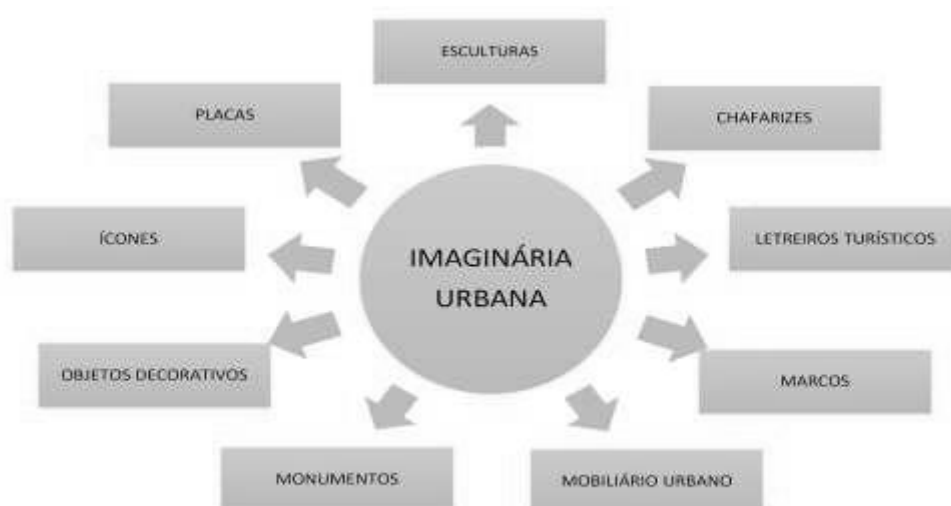 ESCULTURAS
PLACAS
CHAFARIZES
ÍCONES
IMAGINÁRIA
URBANA
LETREIROS TURÍSTICOS
OBJETOS DECORATIVOS
MARCOS
MONUMENTOS
MOBILIÁRIO URBANO